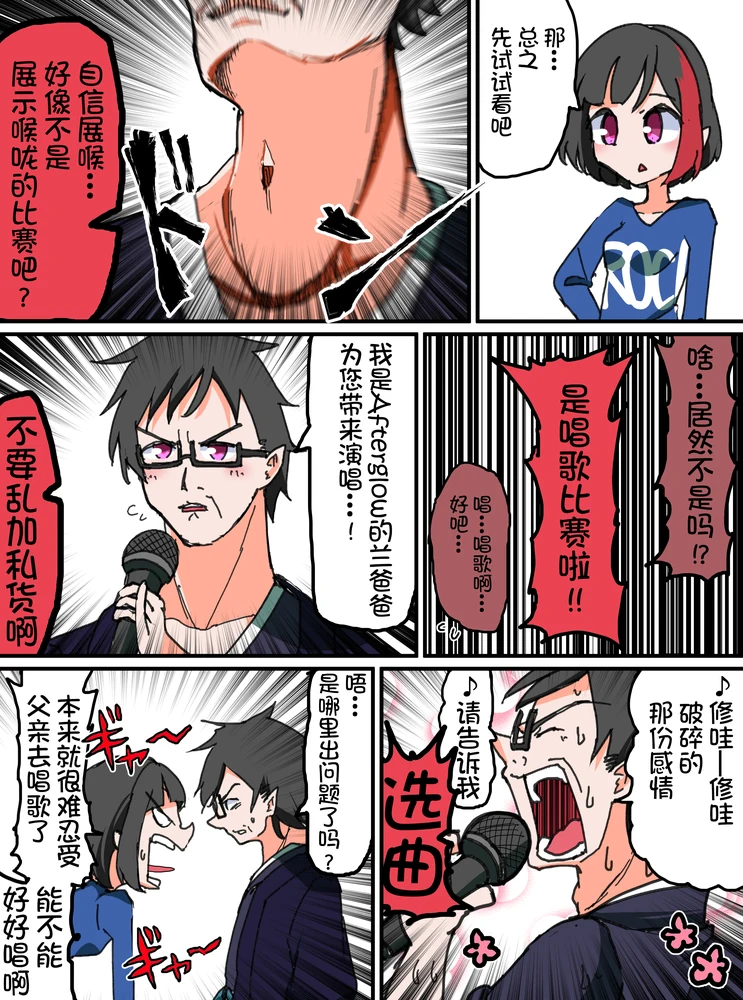 那…
总之
先试试看吧
ROCK
自信展喉…
好像不是
展示喉咙的比赛吧？
ドン
啥…居然不是吗!?
是唱歌比赛啦!!
唱…唱歌啊…
好吧…
我是Afterglow的兰爸爸
为您带来演唱…！
不要乱加私货啊
♪修哇—修哇
破碎的
那份感情
♪请告诉我
选曲
唔…
是哪里出问题了吗？
ギャ～
本来就很难忍受
父亲去唱歌了
能不能
好好唱啊
ギャ～